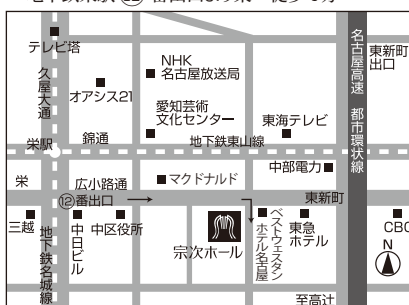 テレビ塔
久屋大通
オアシス21
NHK
名古屋放送局
愛知芸術
文化センター
東海テレビ
名古屋高速 都市環状線
東新町
出口
錦通
地下鉄東山線
栄駅
中部電力
栄
広小路通
マクドナルド
東新町
⑫番出口
三越
地下鉄名城線
中日ビル
中区役所
宗次ホール
ベストウェスタン
ホテル名古屋
東急
ホテル
CBC
N
至高辻